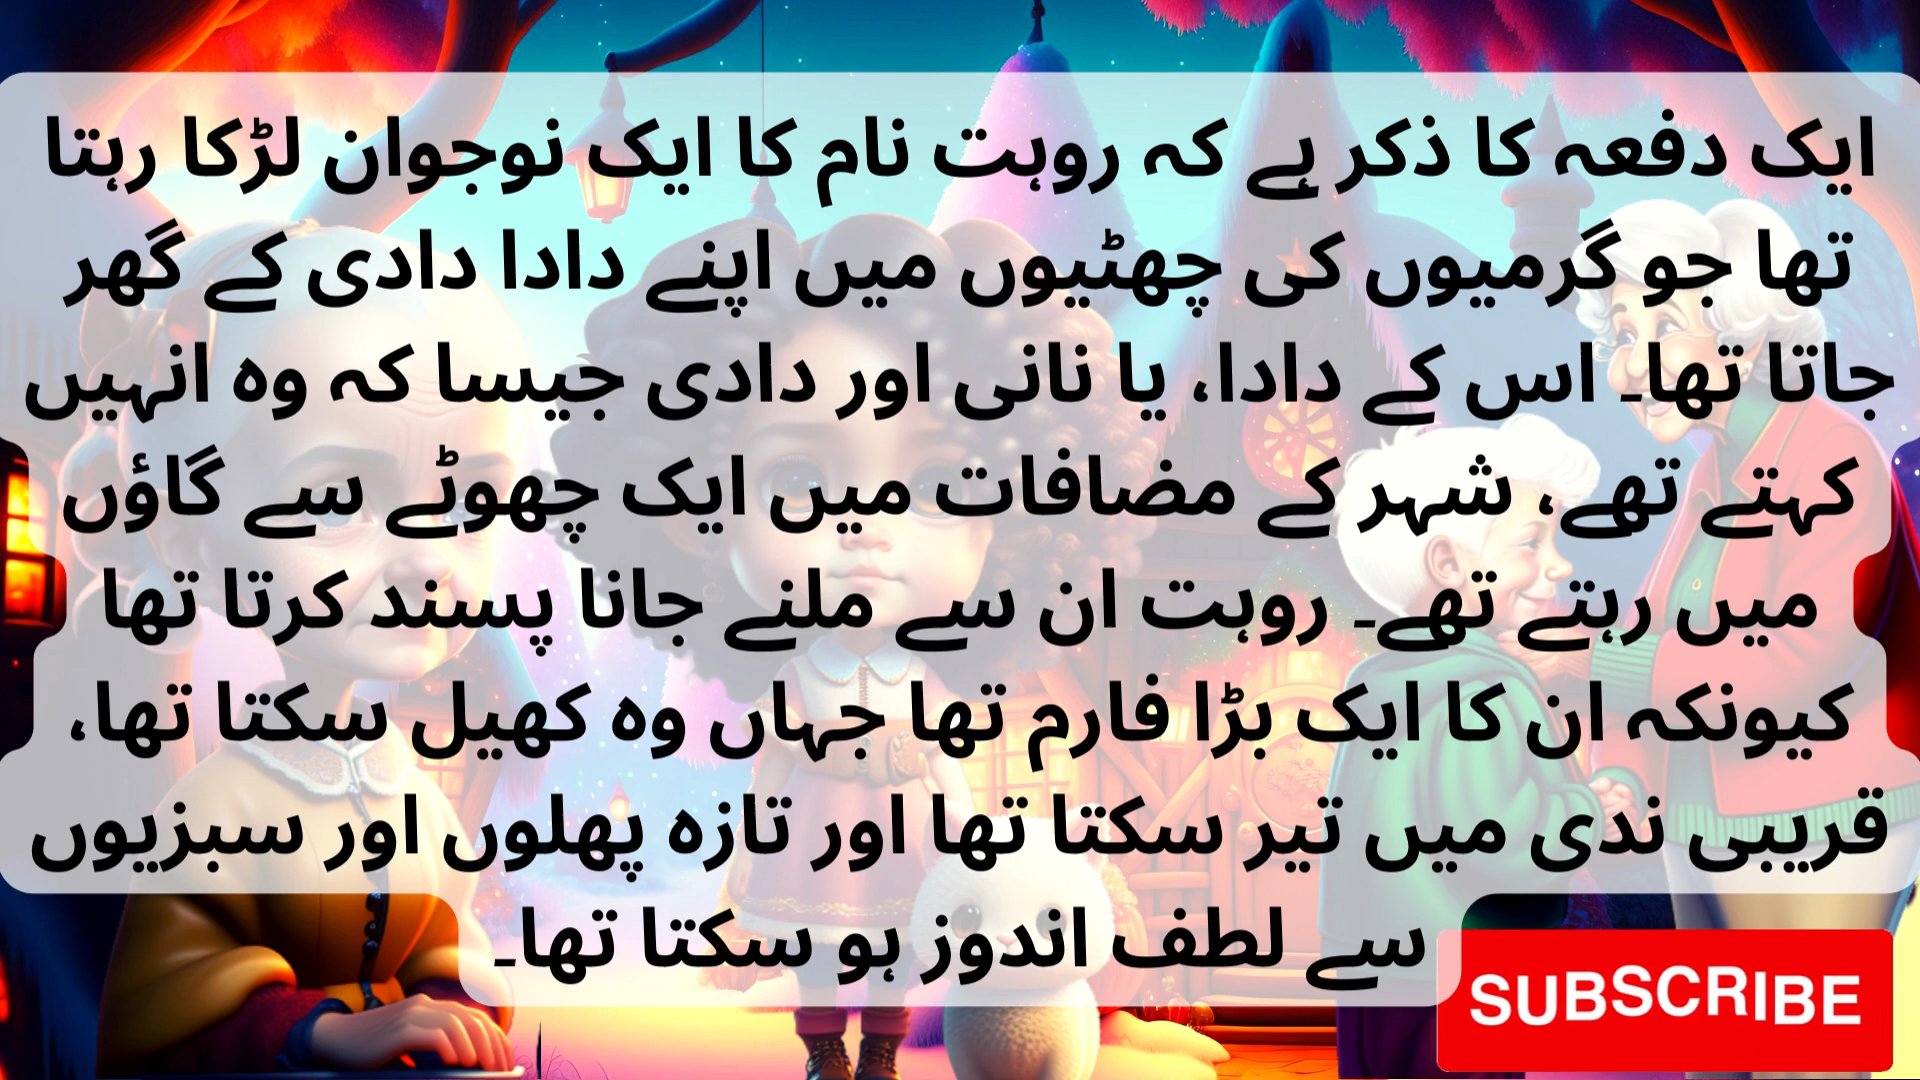 ایک دفعہ کا ذکر ہے کہ روہت نام کا ایک نوجوان لڑکا رہتا
تھا جو گرمیوں کی چھٹیوں میں اپنے دادا دادی کے گھر
جاتا تھا۔ اس کے دادا، یا نانی اور دادی جیسا کہ وہ انہیں
کہتے تھے، شہر کے مضافات میں ایک چھوٹے سے گاؤں
میں رہتے تھے۔ روہت ان سے ملنے جانا پسند کرتا تھا
کیونکہ ان کا ایک بڑا فارم تھا جہاں وہ کھیل سکتا تھا،
قریبی ندی میں تیر سکتا تھا اور تازہ پھلوں اور سبزیوں
سے لطف اندوز ہو سکتا تھا۔
SUBSCRIBE